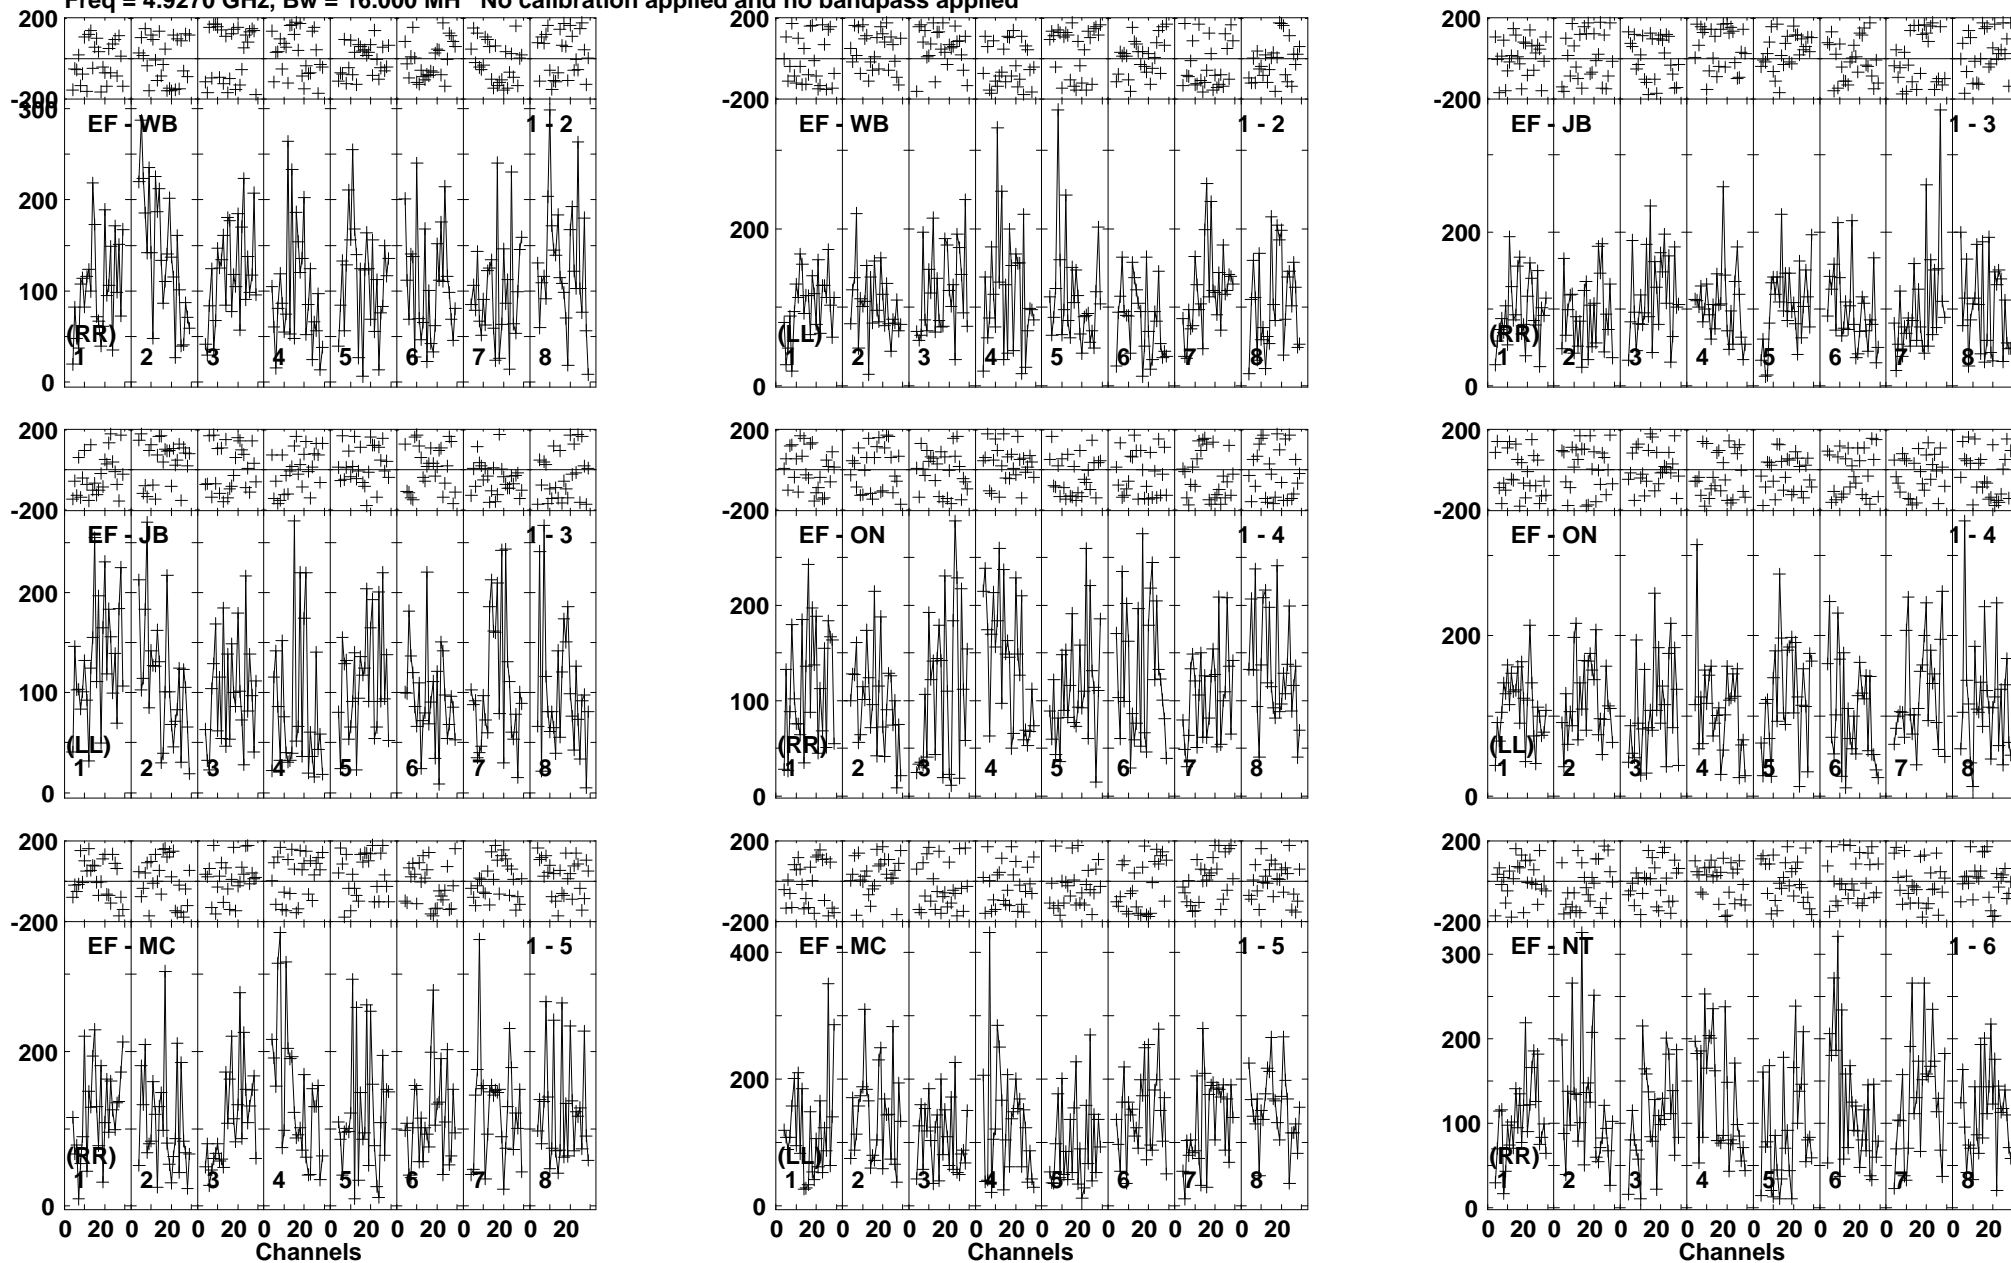 Freq = 4.9270 GHz, Bw = 16.000 MH No calibration applied and no bandpass applied
200 200 200
-200 -200 -200
300
EF - WB 1 - 2 EF - WB 1 - 2 EF - JB 1 - 3
200 200 200
100
(RR) (LL) (RR)
1 2 3 4 5 6 7 8 1 2 3 4 5 6 7 8 1 2 3 4 5 6 7 8
0 0 0
200 200 200
-200 -200 -200
EF - JB 1 - 3 EF - ON 1 - 4 EF - ON 1 - 4
200 200 200
100 100
(LL) (RR) (LL)
1 2 3 4 5 6 7 8 1 2 3 4 5 6 7 8 1 2 3 4 5 6 7 8
0 0 0
200 200 200
-200 -200 -200
EF - MC 1 - 5 EF - MC 1 - 5 EF - NT 1 - 6
400 300
200 200 200
100
(RR) (LL) (RR)
1 2 3 4 5 6 7 8 1 2 3 4 5 6 7 8 1 2 3 4 5 6 7 8
0 0 0
0 20 0 20 0 20 0 20 0 20 0 20 0 20 0 20 0 20 0 20 0 20 0 20 0 20 0 20 0 20 0 20 0 20 0 20 0 20 0 20 0 20 0 20 0 20 0 20
Channels Channels Channels